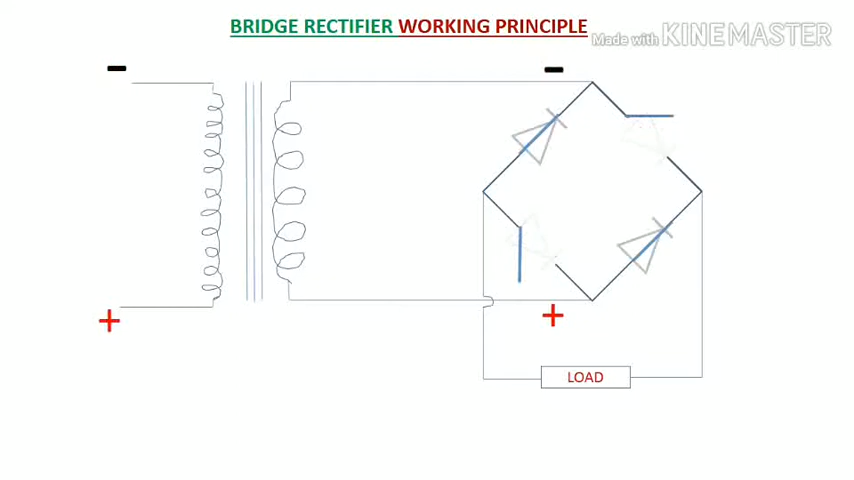 BRIDGE RECTIFIER WORKING PRINCIPLE
Made with KINEMASTER
- -
+ +
LOAD